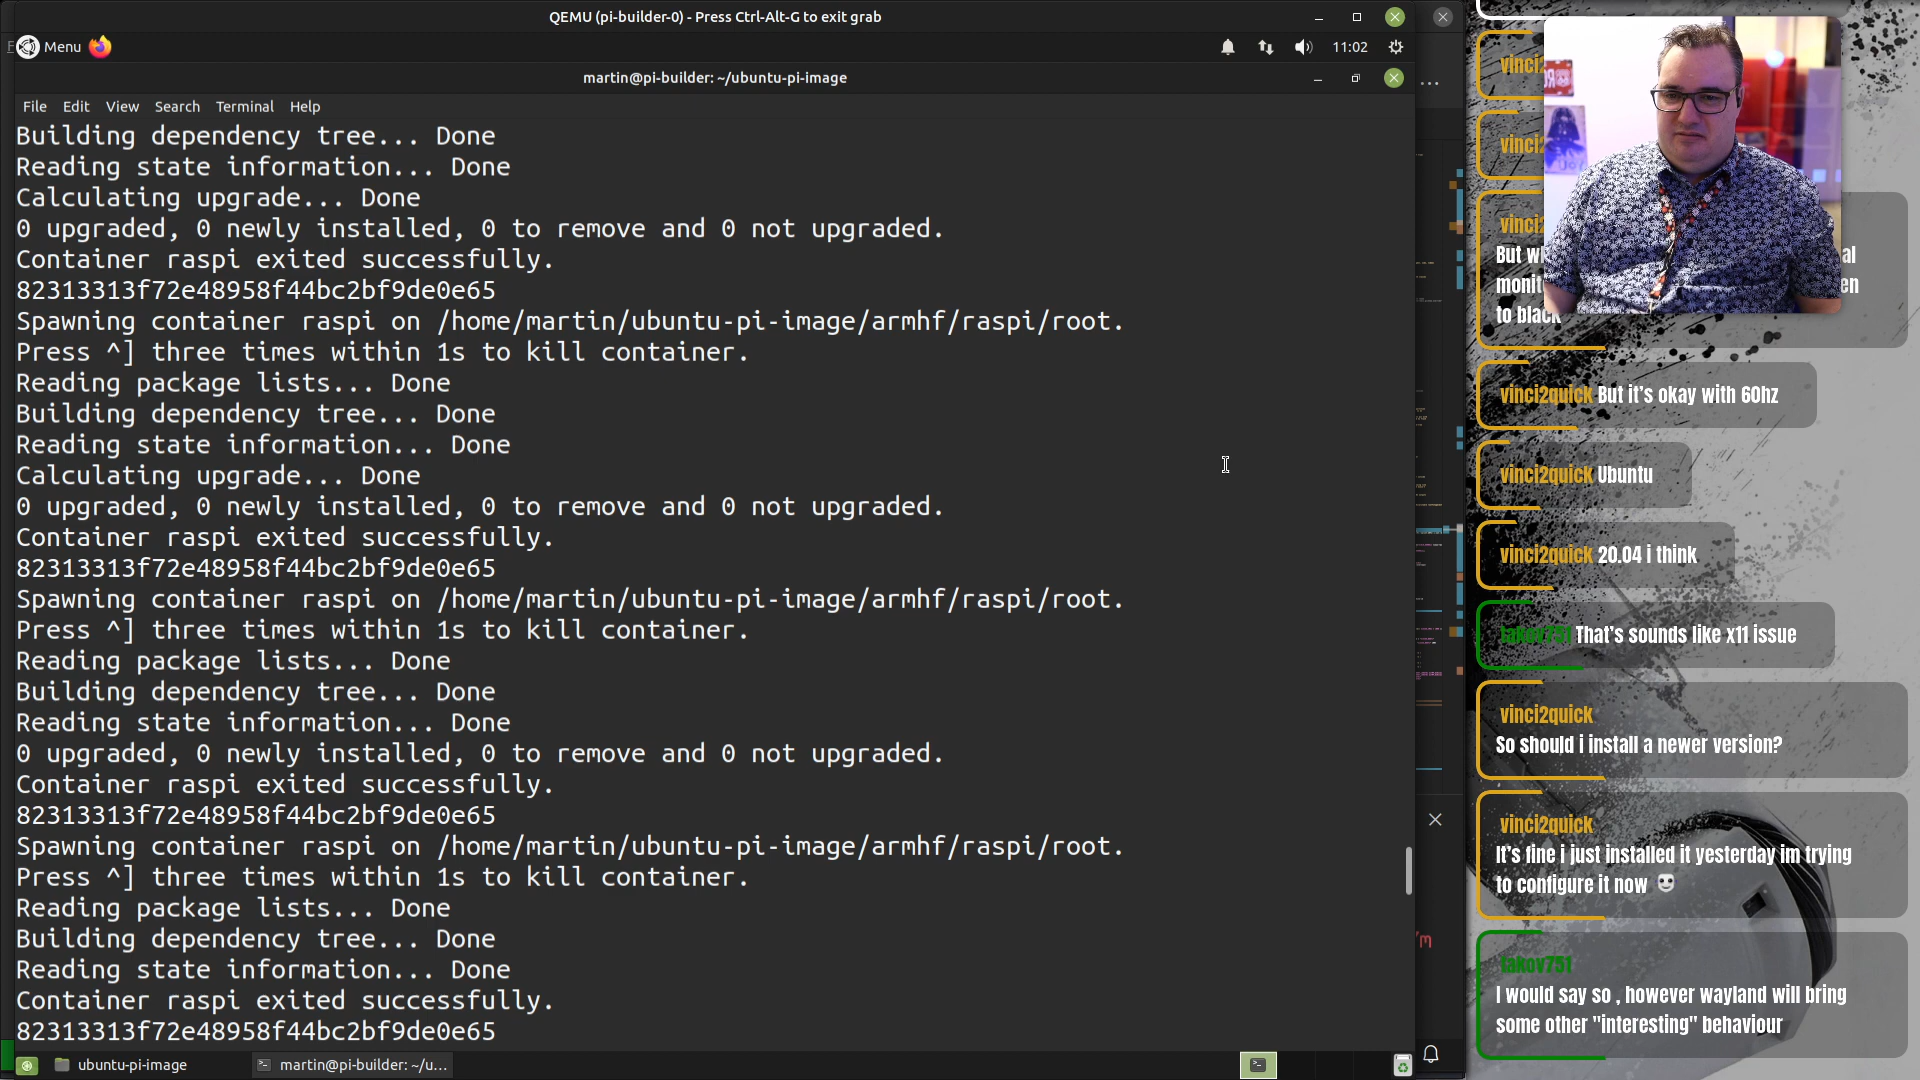 QEMU (pi-builder-0) - Press Ctrl-Alt-G to exit grab
Menu
11:02
martin@pi-builder: ~/ubuntu-pi-image
File Edit View Search Terminal Help
Building dependency tree... Done
Reading state information... Done
Calculating upgrade... Done
0 upgraded, 0 newly installed, 0 to remove and 0 not upgraded.
Container raspi exited successfully.
82313313f72e48958f44bc2bf9de0e65
Spawning container raspi on /home/martin/ubuntu-pi-image/armhf/raspi/root.
Press ^] three times within 1s to kill container.
Reading package lists... Done
Building dependency tree... Done
Reading state information... Done
Calculating upgrade... Done
0 upgraded, 0 newly installed, 0 to remove and 0 not upgraded.
Container raspi exited successfully.
82313313f72e48958f44bc2bf9de0e65
Spawning container raspi on /home/martin/ubuntu-pi-image/armhf/raspi/root.
Press ^] three times within 1s to kill container.
Reading package lists... Done
Building dependency tree... Done
Reading state information... Done
0 upgraded, 0 newly installed, 0 to remove and 0 not upgraded.
Container raspi exited successfully.
82313313f72e48958f44bc2bf9de0e65
Spawning container raspi on /home/martin/ubuntu-pi-image/armhf/raspi/root.
Press ^] three times within 1s to kill container.
Reading package lists... Done
Building dependency tree... Done
Reading state information... Done
Container raspi exited successfully.
82313313f72e48958f44bc2bf9de0e65
ubuntu-pi-image
martin@pi-builder: ~/u...
But
to black
vinci2quick But it's okay with 60hz
vinci2quick Ubuntu
vinci2quick 20.04 i think
takov751 That's sounds like x11 issue
vinci2quick
So should i install a newer version?
vinci2quick
It's fine i just installed it yesterday im trying
to configure it now
takov751
I would say so , however wayland will bring
some other "interesting" behaviour